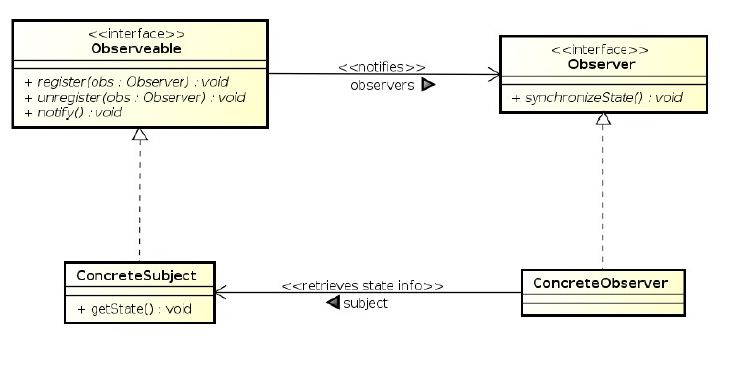 <<interface>>
Observeable
+ register(obs : Observer) : void
+ unregister(obs : Observer) : void
+ notify() : void
<<notifies>>
observers
<<interface>>
Observer
+ synchronizeState() : void
ConcreteSubject
+ getState() : void
<<retrieves state info>>
subject
ConcreteObserver